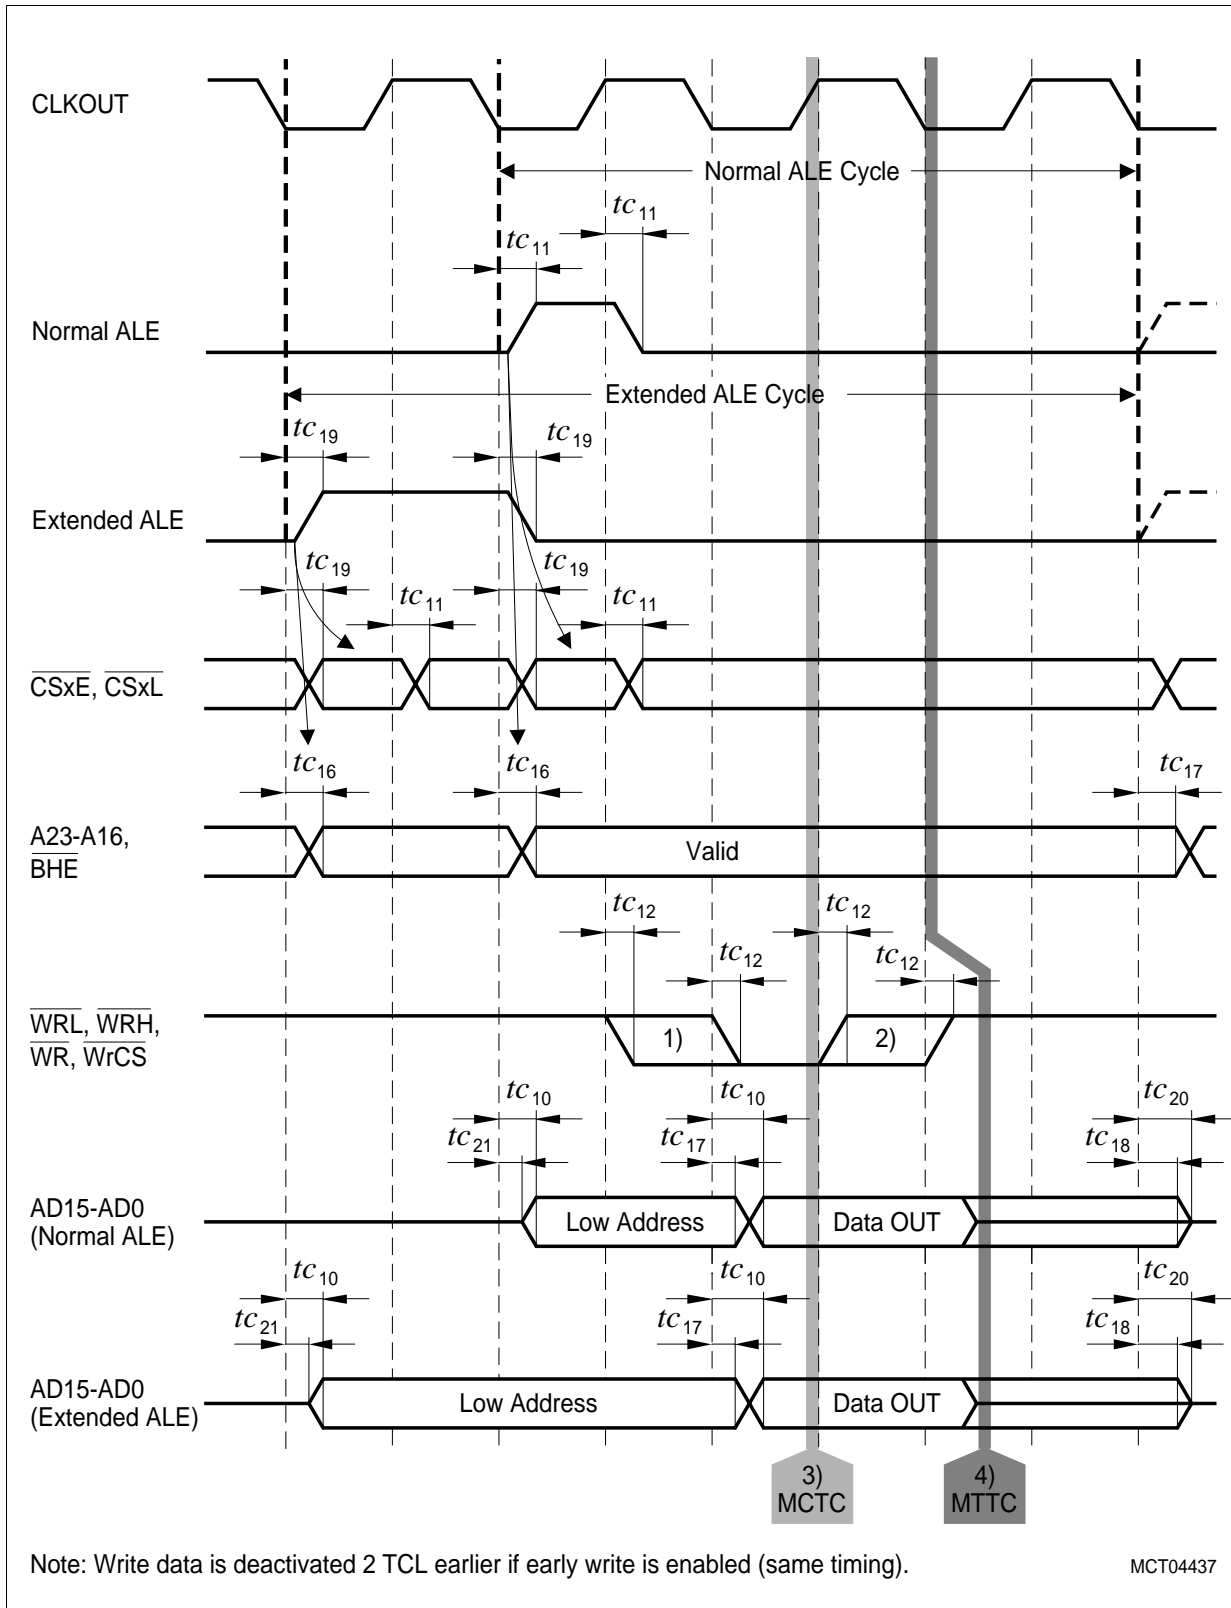 CLKOUT
Normal ALE Cycle
tc11
tc11
Normal ALE
Extended ALE Cycle
tc19
tc19
Extended ALE
tc19
tc19
tc11
tc11
CSxE, CSxL
tc16
tc16
tc17
A23-A16,
BHE
Valid
tc12
tc12
tc12
tc12
WRL, WRH,
WR, WrCS
1)
2)
tc10
tc10
tc20
tc21
tc17
tc18
AD15-AD0
(Normal ALE)
Low Address
Data OUT
tc10
tc10
tc20
tc21
tc17
tc18
AD15-AD0
(Extended ALE)
Low Address
Data OUT
3)
MCTC
4)
MTTC
Note: Write data is deactivated 2 TCL earlier if early write is enabled (same timing).
MCT04437